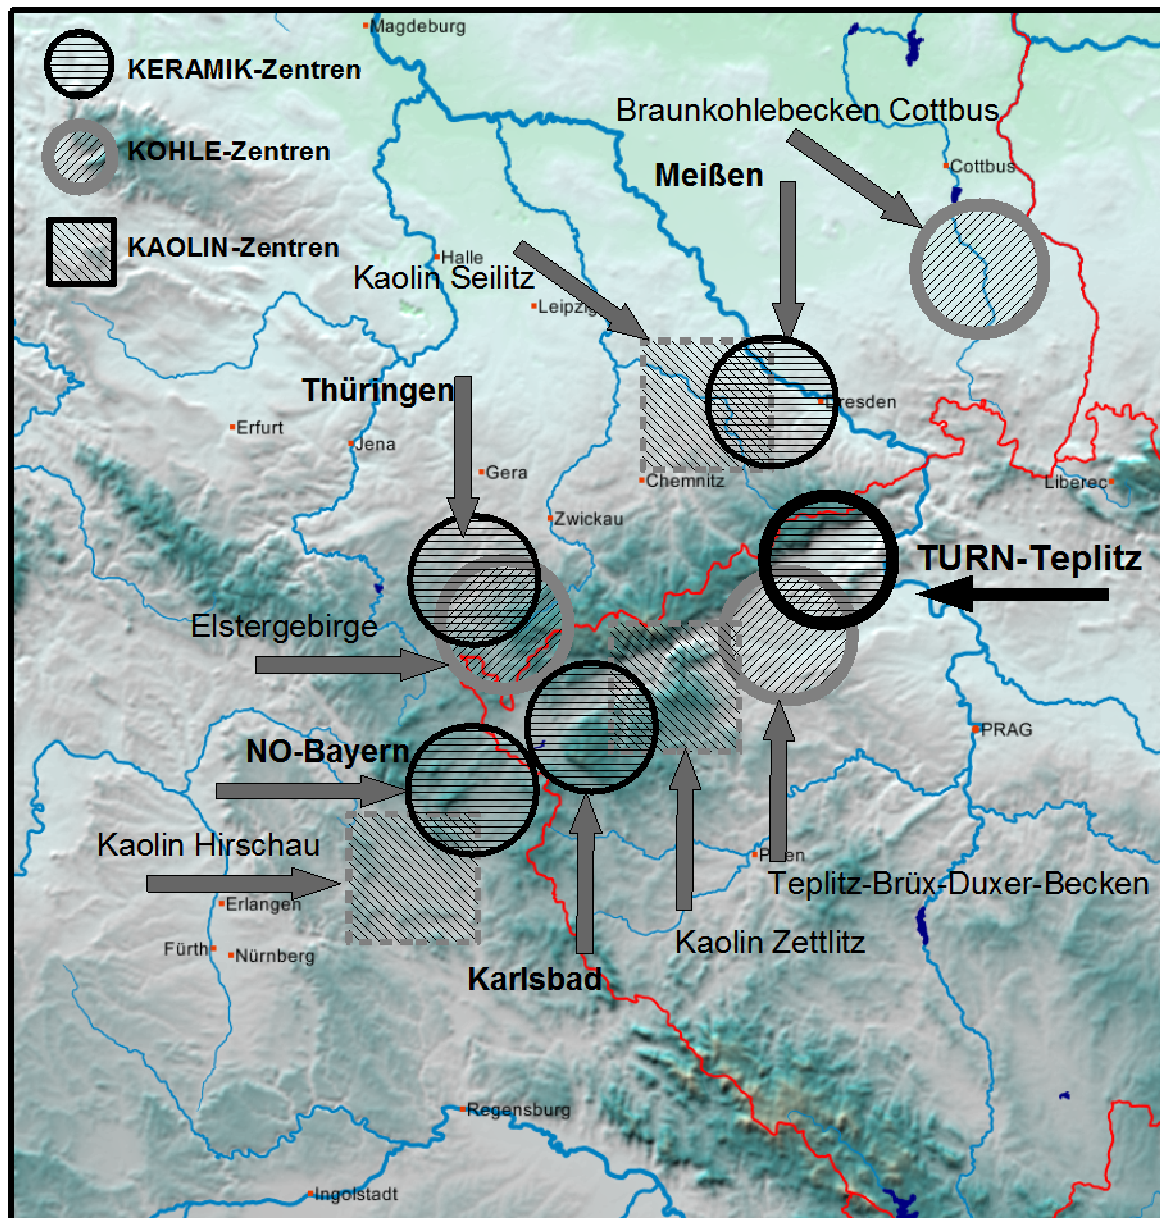 Magdeburg
KERAMIK-Zentren
Braunkohlebecken Cottbus
KOHLE-Zentren
Cottbus
Meißen
KAOLIN-Zentren
Halle
Kaolin Seilitz
Leipzig
Thüringen
Dresden
Erfurt
Jena
Gera
Chemnitz
Liberec
Zwickau
TURN-Teplitz
Elstergebirge
PRAG
NO-Bayern
Kaolin Hirschau
Pilsen
Teplitz-Brüx-Duxer-Becken
Erlangen
Fürth
Nürnberg
Kaolin Zettlitz
Karlsbad
Regensburg
Ingolstadt